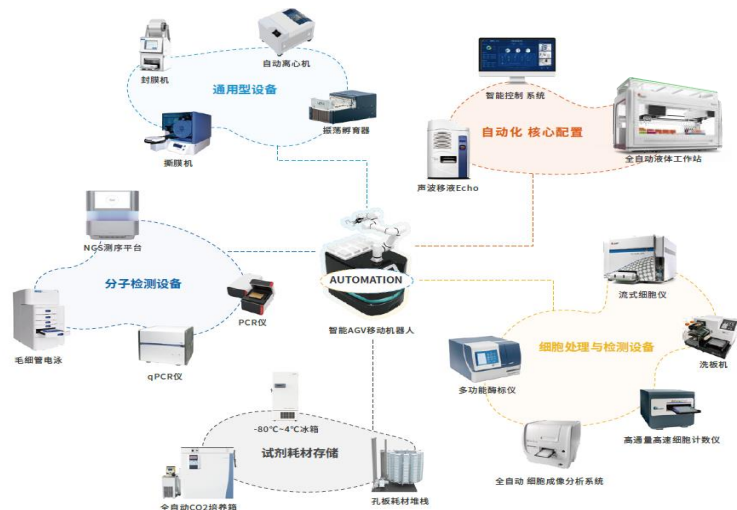 封膜机
自动离心机
通用型设备
振荡孵育器
撕膜机
智能控制 系统
自动化 核心配置
声波移液Echo
全自动液体工作站
NGS测序平台
分子检测设备
PCR仪
毛细管电泳
qPCR仪
AUTOMATION
智能AGV移动机器人
流式细胞仪
细胞处理与检测设备
洗板机
多功能酶标仪
高通量高速细胞计数仪
全自动 细胞成像分析系统
-80℃~4℃冰箱
试剂耗材存储
全自动CO2培养箱
孔板耗材堆栈